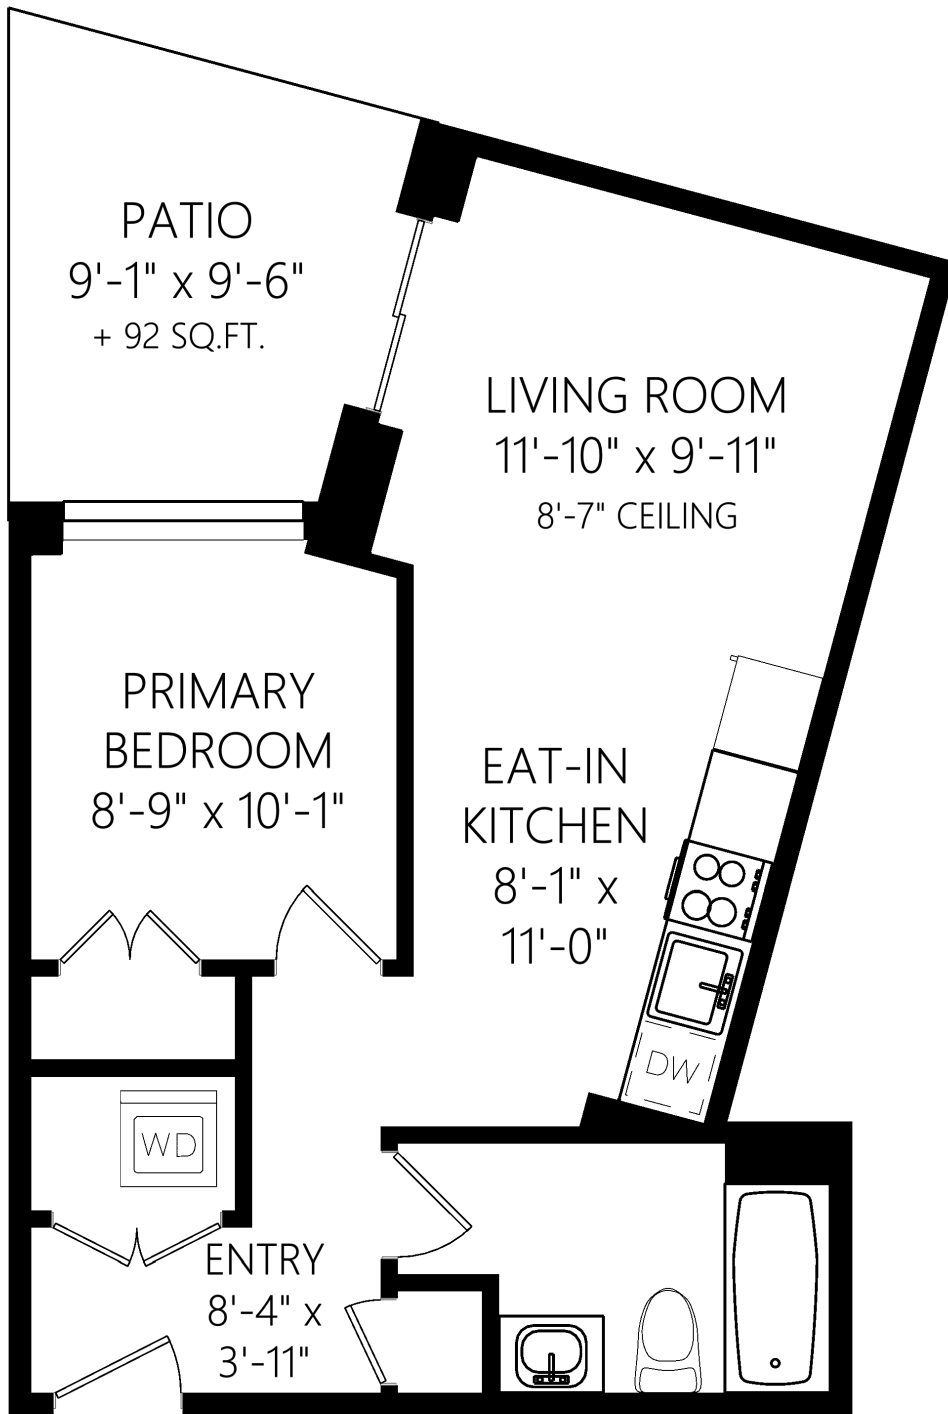 PATIO
9'-1" x 9'-6"
+ 92 SQ.FT.
LIVING ROOM
11'-10" x 9'-11"
8'-7" CEILING
PRIMARY
BEDROOM
8'-9" x 10'-1"
EAT-IN
KITCHEN
8'-1" x
11'-0"
DW
WD
ENTRY
8'-4" x
3'-11"